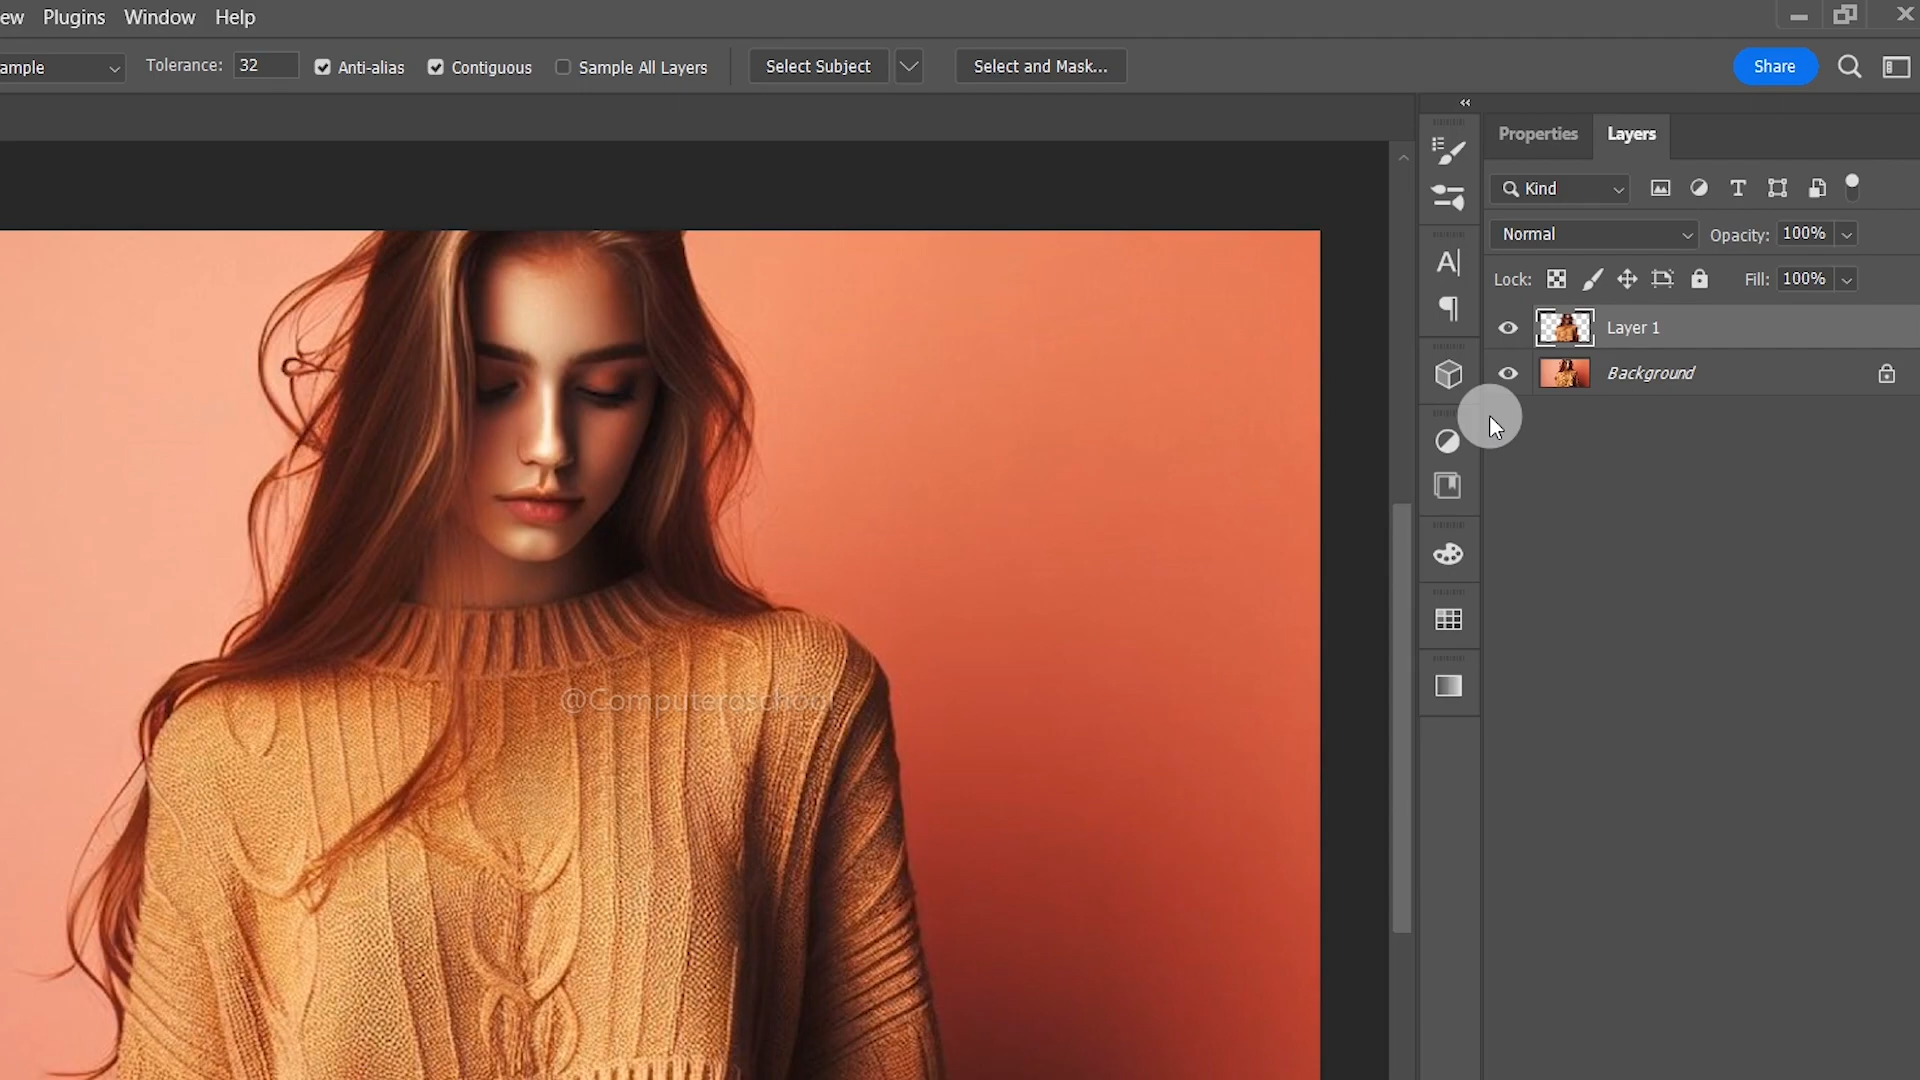 ew Plugins Window Help
ample Tolerance: 32 Anti-alias Contiguous Sample All Layers Select Subject Select and Mask... Share
Properties Layers
Kind
Normal Opacity: 100%
Lock: Fill: 100%
Layer 1
Background
@Computeroschool